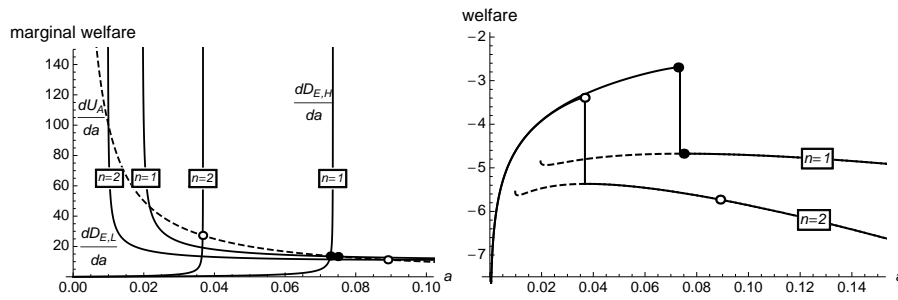 marginal welfare
140
120
100
80
60
40
20
dU_A
da
dD_{E,H}
da
n=2
n=1
n=2
n=1
dD_{E,L}
da
0.00
0.02
0.04
0.06
0.08
0.10
a
welfare
−2
−3
−4
−5
−6
−7
n=1
n=2
0.02
0.04
0.06
0.08
0.10
0.12
0.14
a